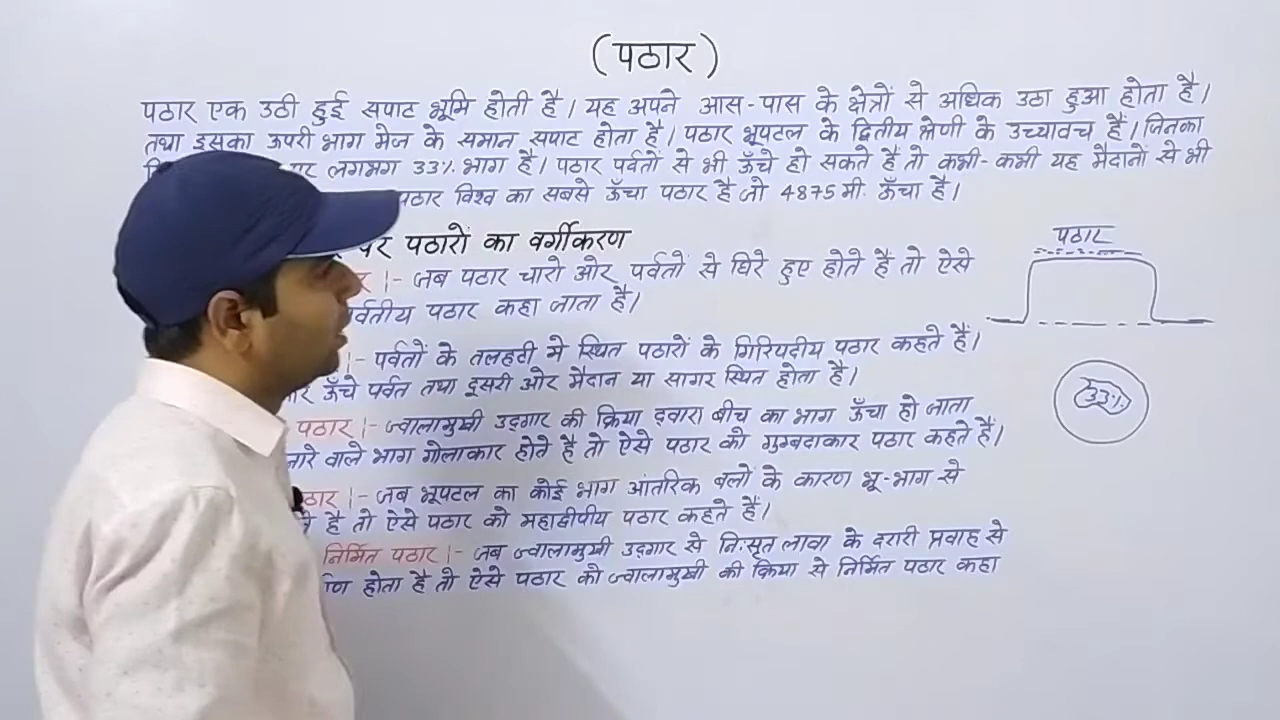 (पठार)
पठार एक उठी हुई सपाट भूमि होती है। यह अपने आस-पास के क्षेत्रों से अधिक उठा हुआ होता है।
तथा इसका ऊपरी भाग मेज के समान सपाट होता है। पठार भूपटल के द्वितीय श्रेणी के उच्यावच हैं। जिनका
लगभग 33% भाग है। पठार पर्वतों से भी ऊँचे हो सकते है तो कभी-कभी यह मैदानों से भी
पठार विश्व का सबसे ऊँचा पठार है जो 4875 मी. ऊँचा है।
पर पठारों का वर्गीकरण
पठार
:- जब पठार चारो ओर पर्वतों से घिरे हुए होते है तो ऐसे
पर्वतीय पठार कहा जाता है।
:- पर्वतों के तलहटी मे स्थित पठारों के गिरिपदीय पठार कहते हैं।
ऊँचे पर्वत तथा दूसरी ओर मैदान या सागर स्थित होता है।
33%
पठार :- ज्वालामुखी उद्गार की क्रिया द्वारा बीच का भाग ऊँचा हो जाता
वाले भाग गोलाकार होते है तो ऐसे पठार को गुम्बदाकार पठार कहते हैं।
पठार :- जब भूपटल का कोई भाग आंतरिक बलों के कारण भू-भाग से
है तो ऐसे पठार को महाद्वीपीय पठार कहते हैं।
निर्मित पठार :- जब ज्वालामुखी उद्गार से निःसृत लावा के दरारी प्रवाह से
होता है तो ऐसे पठार को ज्वालामुखी की क्रिया से निर्मित पठार कहा